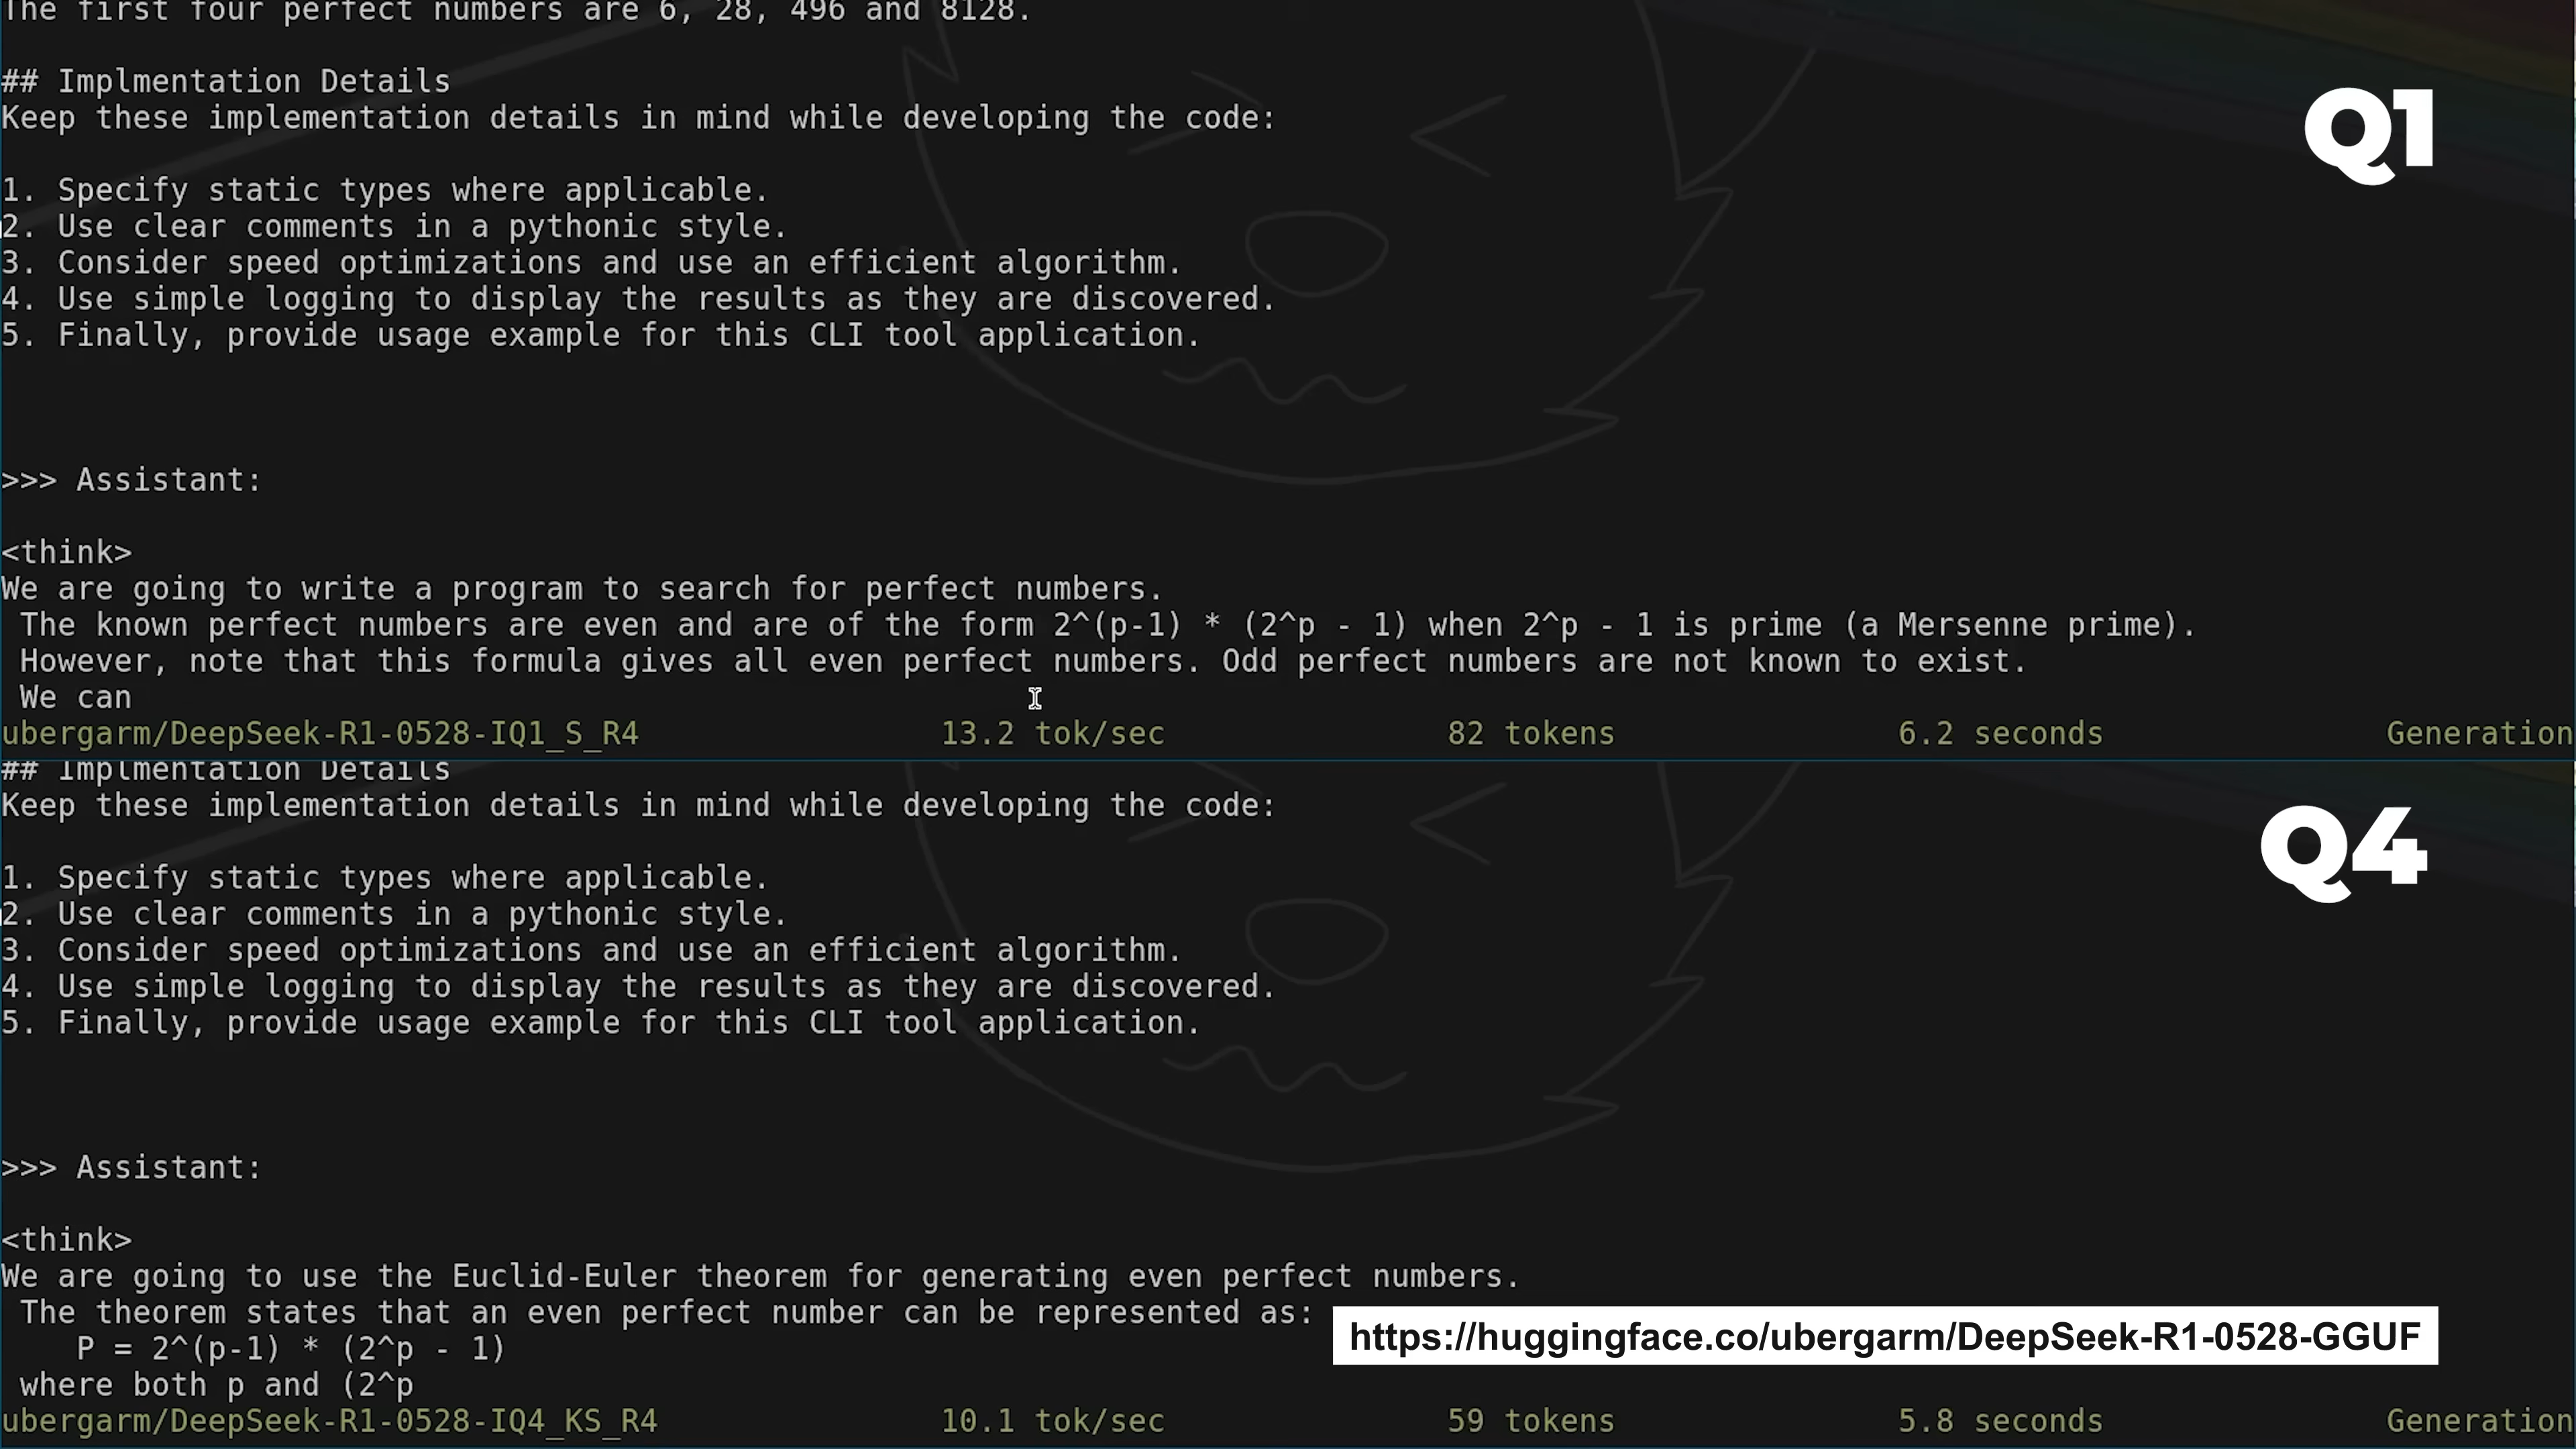 The first four perfect numbers are 6, 28, 496 and 8128.
## Implmentation Details
Q1
Keep these implementation details in mind while developing the code:
1. Specify static types where applicable.
2. Use clear comments in a pythonic style.
3. Consider speed optimizations and use an efficient algorithm.
4. Use simple logging to display the results as they are discovered.
5. Finally, provide usage example for this CLI tool application.
>>> Assistant:
<think>
We are going to write a program to search for perfect numbers.
The known perfect numbers are even and are of the form 2^(p-1) * (2^p - 1) when 2^p - 1 is prime (a Mersenne prime).
However, note that this formula gives all even perfect numbers. Odd perfect numbers are not known to exist.
We can
ubergarm/DeepSeek-R1-0528-IQ1_S_R4 13.2 tok/sec 82 tokens 6.2 seconds Generation
## Implmentation Details
Keep these implementation details in mind while developing the code:
Q4
1. Specify static types where applicable.
2. Use clear comments in a pythonic style.
3. Consider speed optimizations and use an efficient algorithm.
4. Use simple logging to display the results as they are discovered.
5. Finally, provide usage example for this CLI tool application.
>>> Assistant:
<think>
We are going to use the Euclid-Euler theorem for generating even perfect numbers.
The theorem states that an even perfect number can be represented as:
https://huggingface.co/ubergarm/DeepSeek-R1-0528-GGUF
P = 2^(p-1) * (2^p - 1)
where both p and (2^p
ubergarm/DeepSeek-R1-0528-IQ4_KS_R4 10.1 tok/sec 59 tokens 5.8 seconds Generation